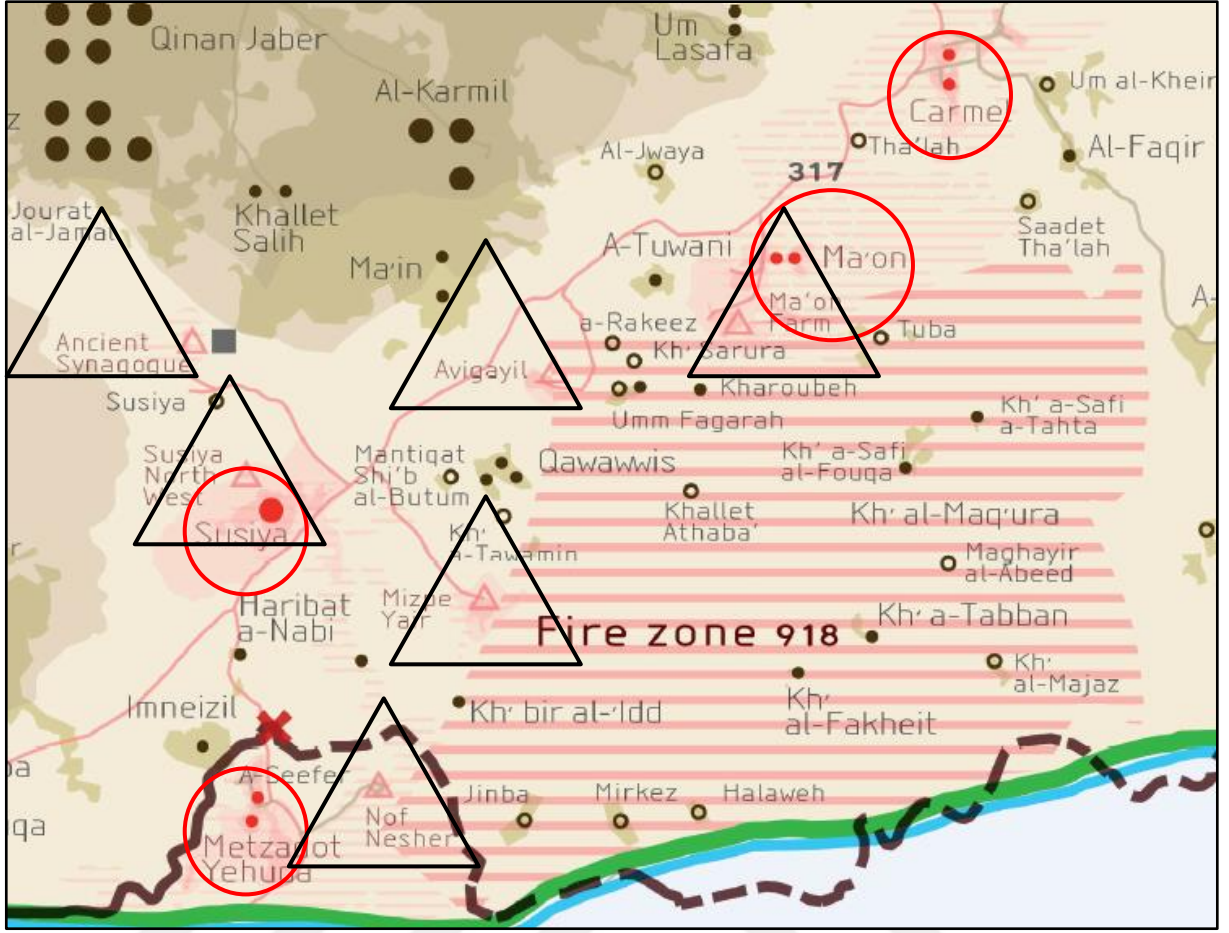 Qinan Jaber
Um
Lasafa
Al-Karmil
Um al-Kheir
Carmel
z
Al-Jwaya
Tha'lah
Al-Faqir
317
Jourat
al-Jamal
Khallet
Salih
Saadet
Tha'lah
A-Tuwani
Ma'in
Ma'on
A-
Ma'on
Farm
Ancient
Synagogue
a-Rakeez
Tuba
Kh' Sarura
Avigayil
Kharoubeh
Susiya
Umm Fagarah
Kh' a-Safi
a-Tahta
Susiya
North
West
Mantiqat
Shi'b
al-Butum
Qawawwis
Kh' a-Safi
al-Fouqa
Susiya
Kh'
a-Tawamin
Khallet
Athaba'
Kh' al-Maq'ura
r
Maghayir
al-Abeed
Haribat
a-Nabi
Mizpe
Yair
Fire zone 918
Kh' a-Tabban
Kh'
al-Majaz
Imneizil
Kh' bir al-'Idd
Kh'
al-Fakheit
ba
A-Seefer
Jinba
Mirkez
Halaweh
iqa
Nof
Nesher
Metzadot
Yehuda